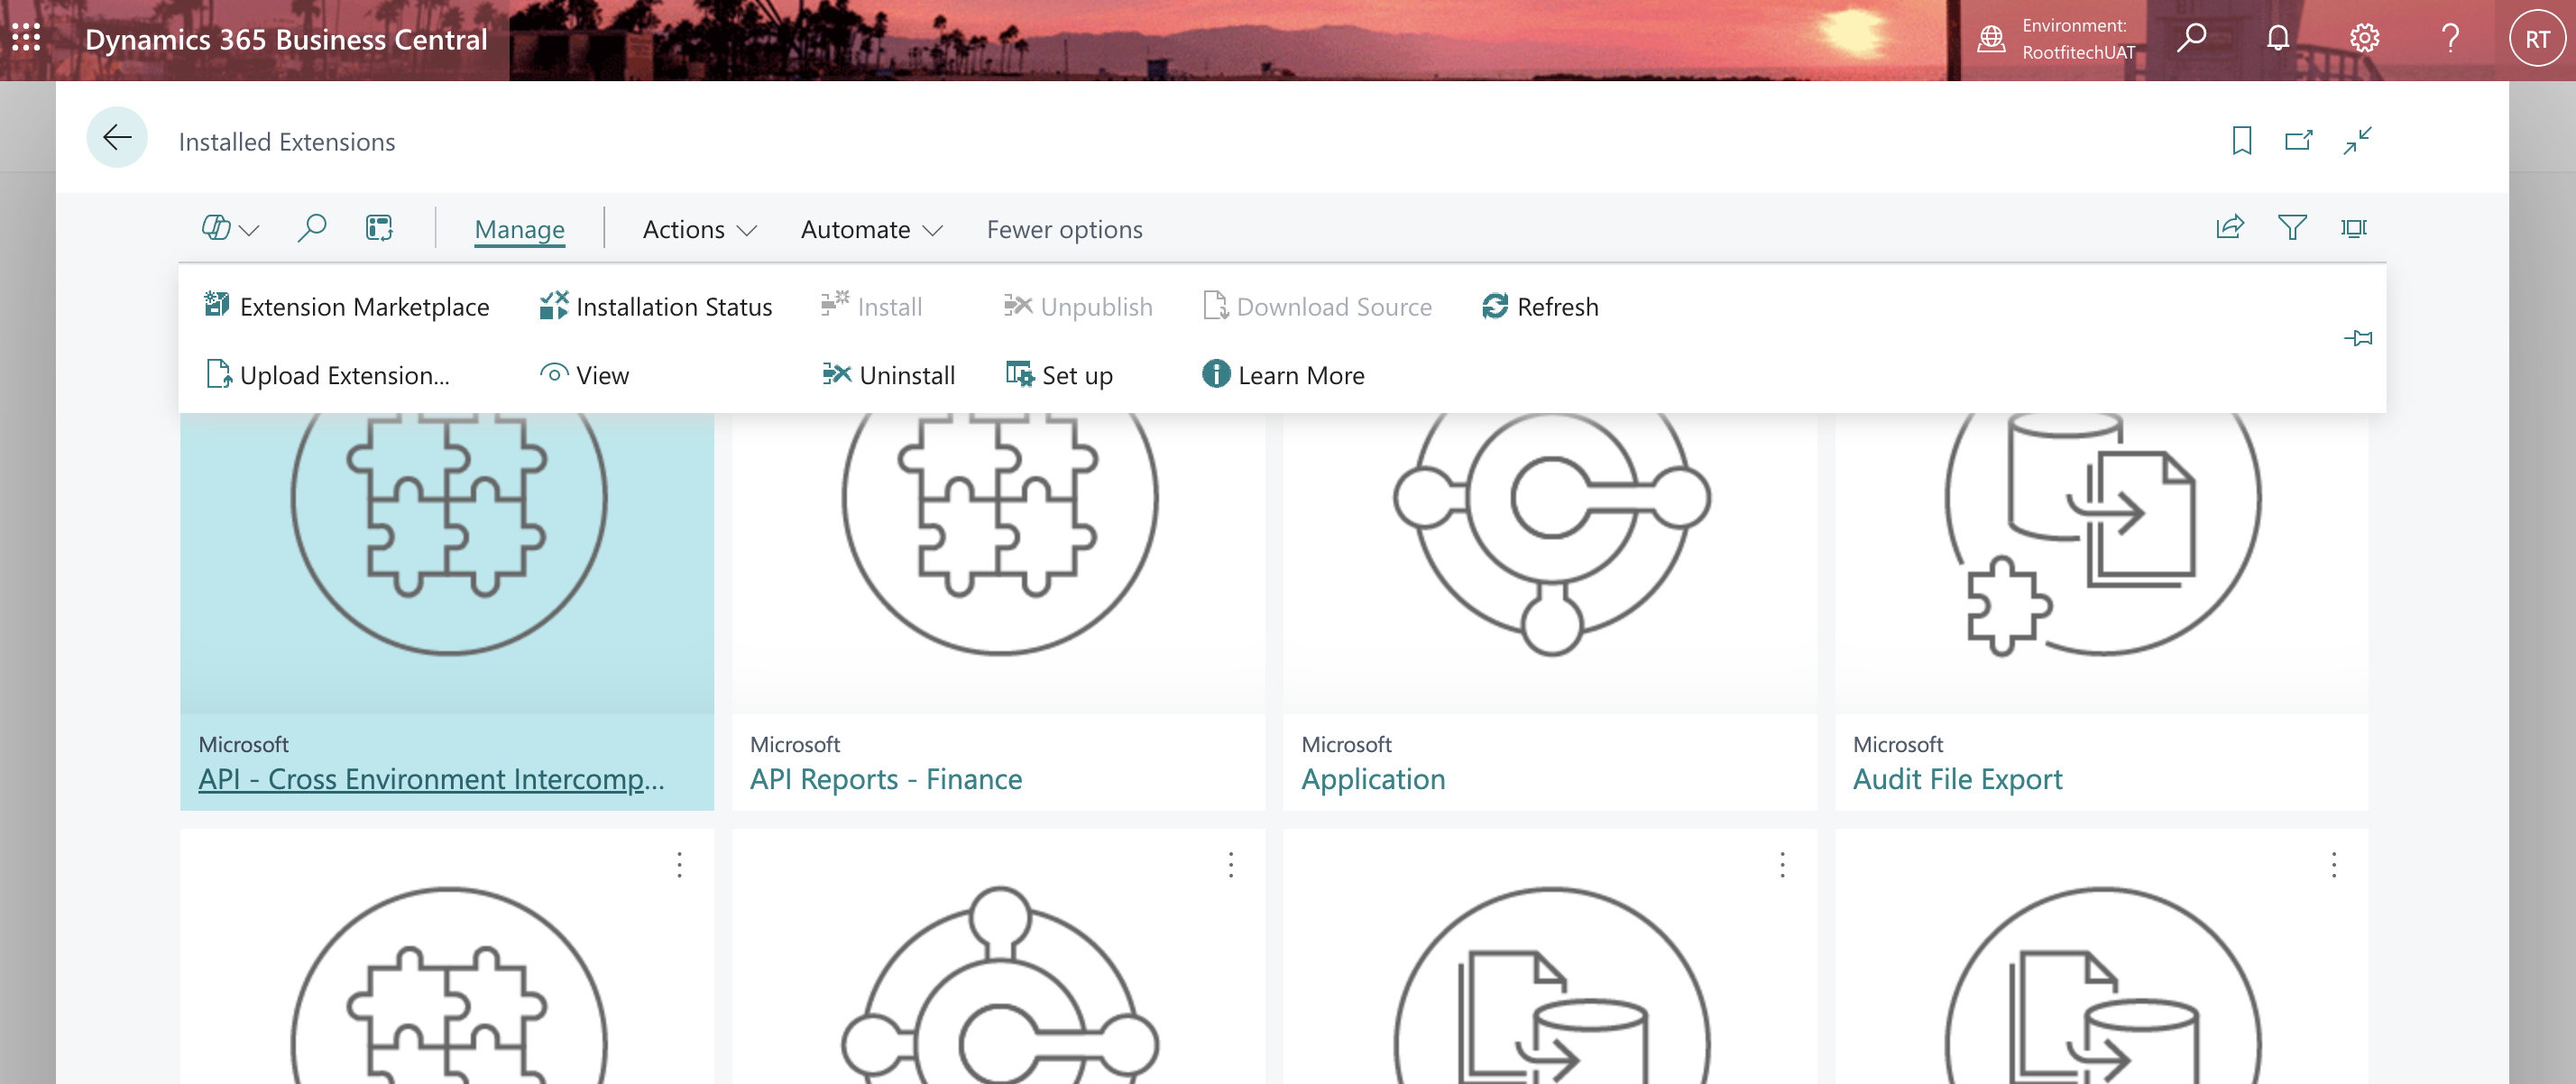 Dynamics 365 Business Central
Environment:
RootfitechUAT
RT
Installed Extensions
Manage
Actions
Automate
Fewer options
Extension Marketplace
Installation Status
Install
Unpublish
Download Source
Refresh
Upload Extension...
View
Uninstall
Set up
Learn More
Microsoft
API - Cross Environment Intercomp...
Microsoft
API Reports - Finance
Microsoft
Application
Microsoft
Audit File Export